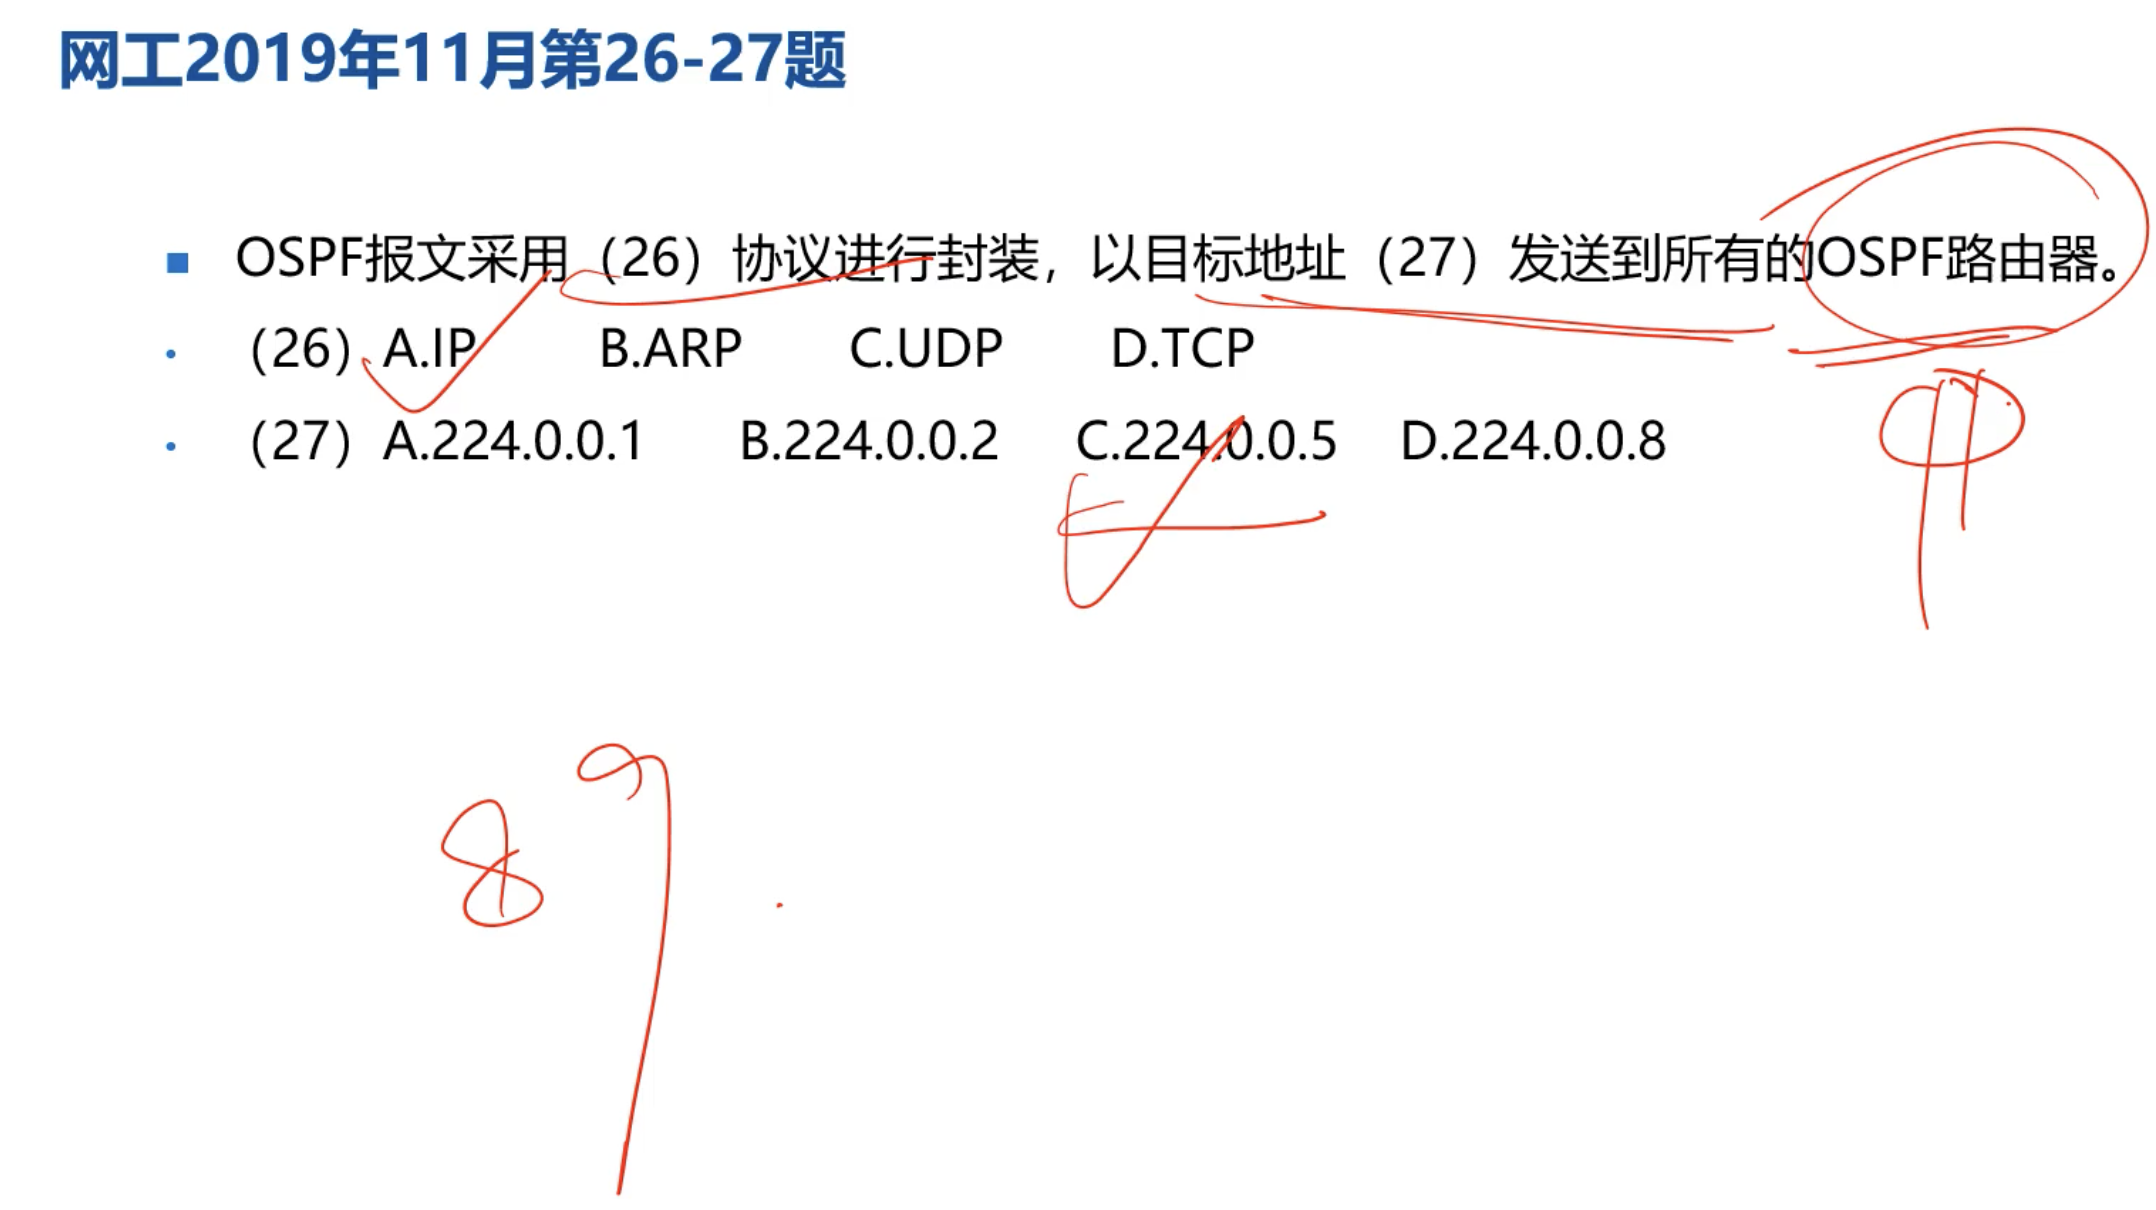 网工2019年11月第26-27题
■ OSPF报文采用（26）协议进行封装，以目标地址（27）发送到所有的OSPF路由器。
• （26）A.IP B.ARP C.UDP D.TCP
• （27）A.224.0.0.1 B.224.0.0.2 C.224.0.0.5 D.224.0.0.8
89